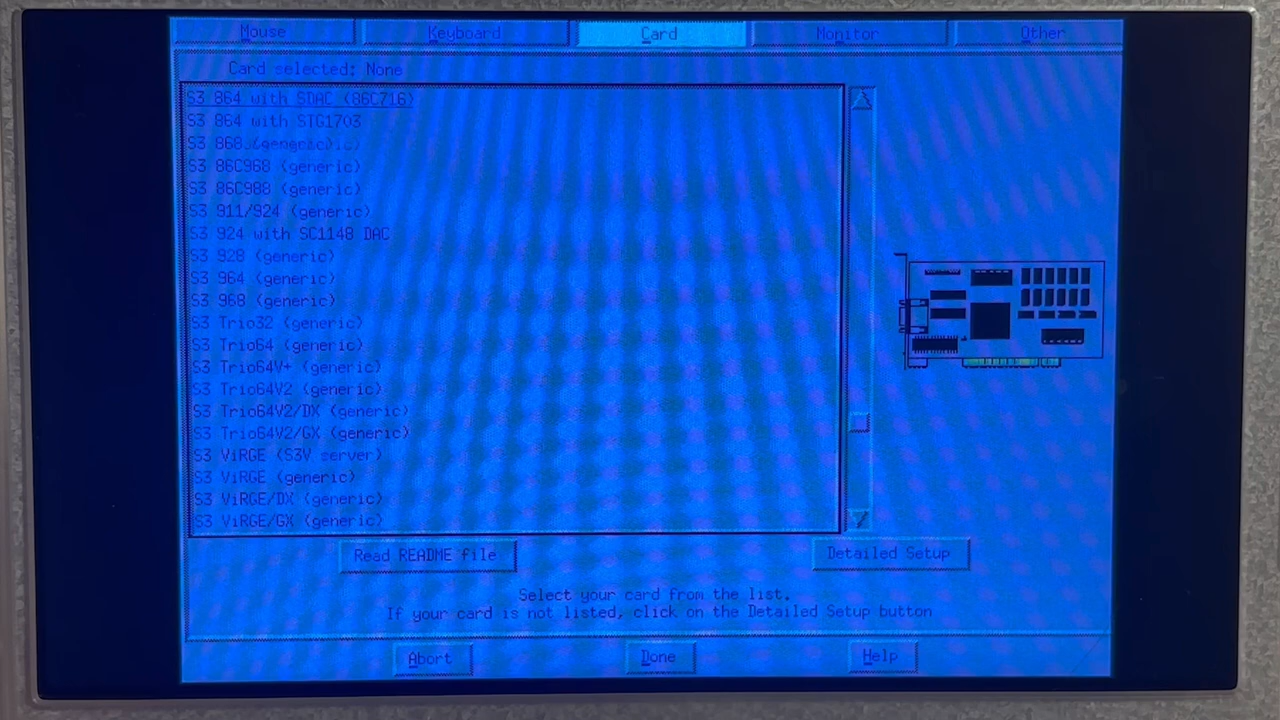 Mouse
Keyboard
Card
Monitor
Other
Card selected: None
S3 864 with SDAC (86C716)
S3 864 with STG1703
S3 868 (generic)
S3 86C968 (generic)
S3 86C988 (generic)
S3 911/924 (generic)
S3 924 with SC1148 DAC
S3 928 (generic)
S3 964 (generic)
S3 968 (generic)
S3 Trio32 (generic)
S3 Trio64 (generic)
S3 Trio64V+ (generic)
S3 Trio64V2 (generic)
S3 Trio64V2/DX (generic)
S3 Trio64V2/GX (generic)
S3 ViRGE (S3V server)
S3 ViRGE (generic)
S3 ViRGE/DX (generic)
S3 ViRGE/GX (generic)
Read README file
Detailed Setup
Select your card from the list.
If your card is not listed, click on the Detailed Setup button
Abort
Done
Help